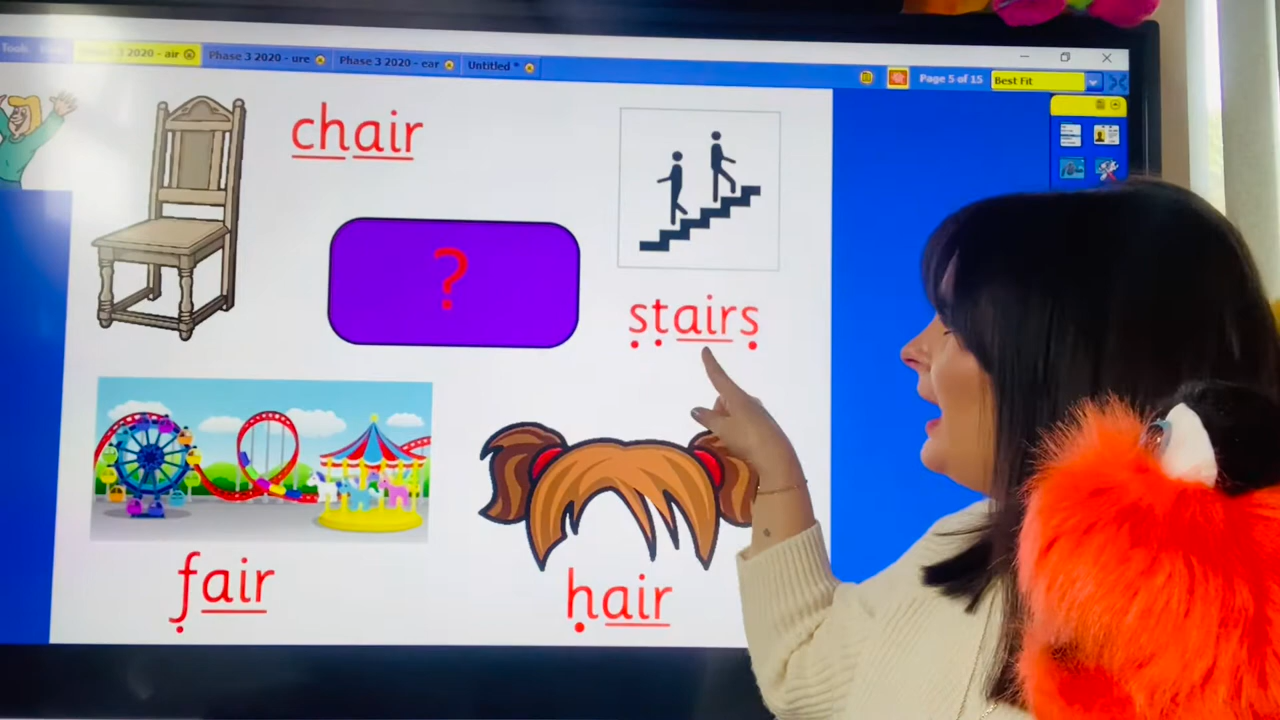 Tools
Phase 3 2020 - air
Phase 3 2020 - ure
Phase 3 2020 - ear
Untitled *
Page 5 of 15
Best Fit
chair
?
stairs
fair
hair